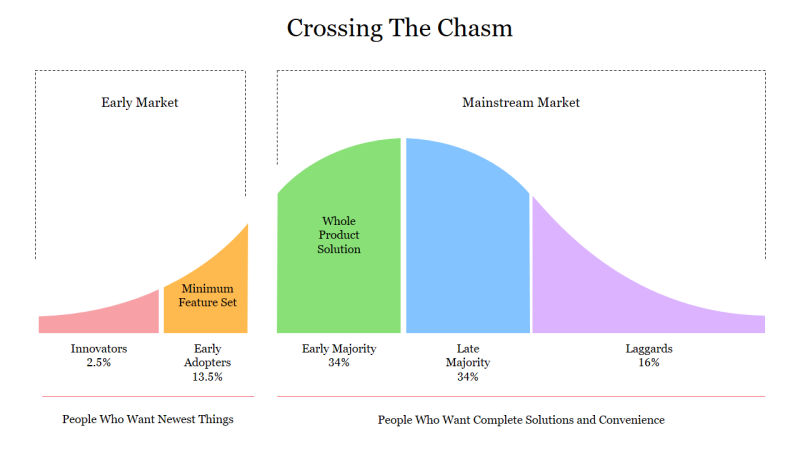 Crossing The Chasm
Early Market
Mainstream Market
Whole
Product
Solution
Minimum
Feature Set
Innovators
2.5%
Early
Adopters
13.5%
Early Majority
34%
Late
Majority
34%
Laggards
16%
People Who Want Newest Things
People Who Want Complete Solutions and Convenience